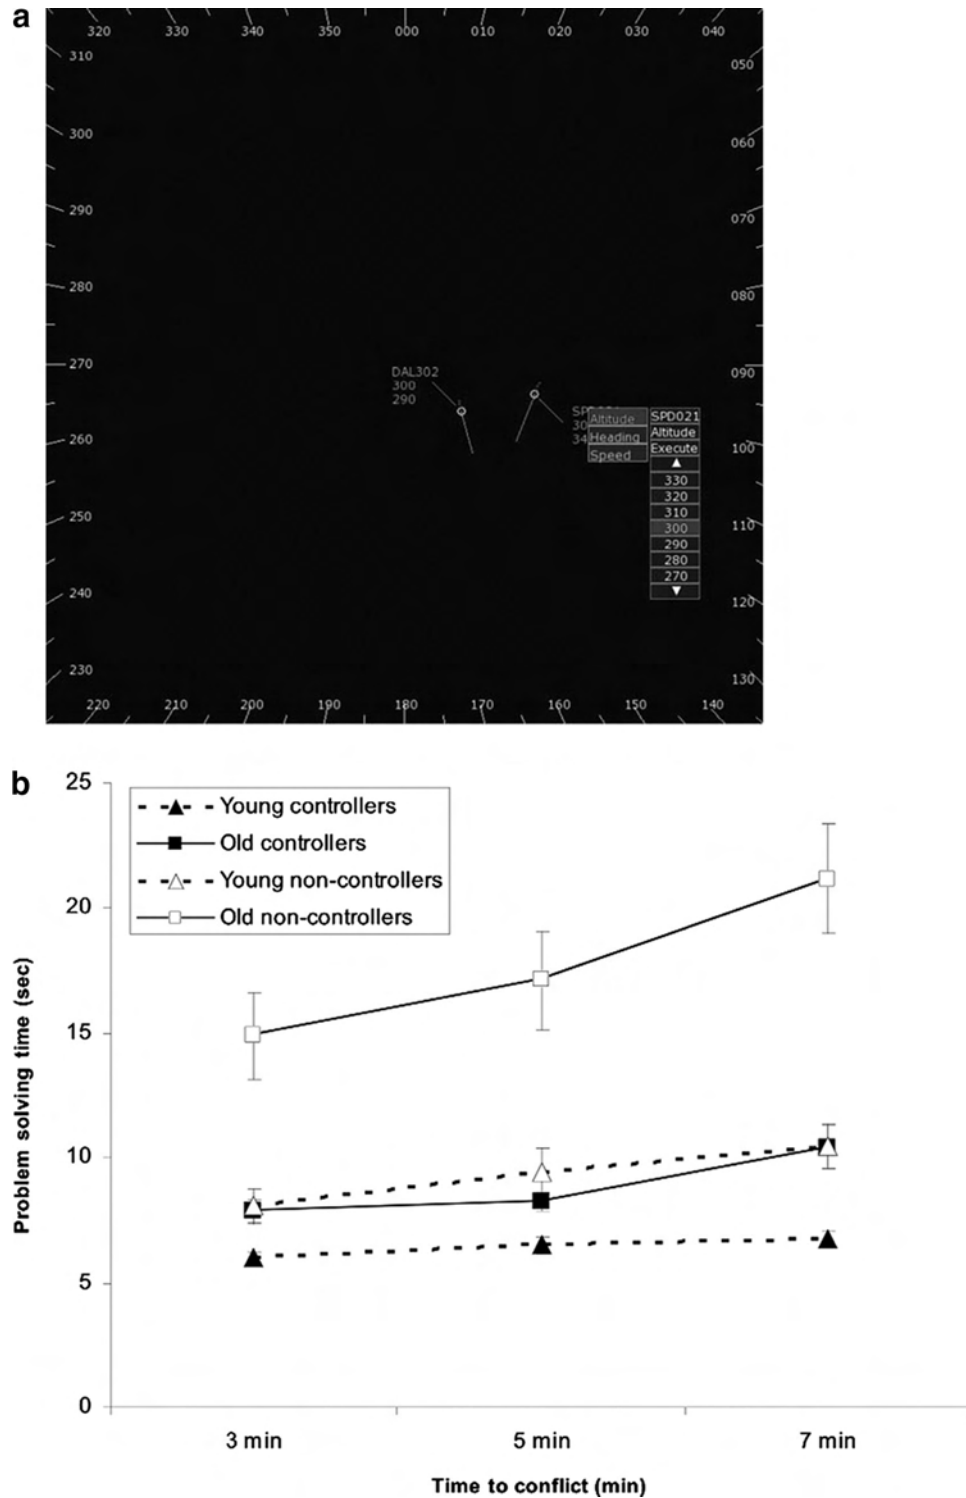 a
320 330 340 350 000 010 020 030 040
310 050
300 060
290 070
280 080
270 090
DAL302
300
290
260 100
SPD021
Altitude
Altitude
Heading
Execute
34
Speed
330
320
310
300
290
280
270
250 110
240 120
230 130
220 210 200 190 180 170 160 150 140
b
25
20
15
10
5
0
Young controllers
Old controllers
Young non-controllers
Old non-controllers
Problem solving time (sec)
3 min 5 min 7 min
Time to conflict (min)